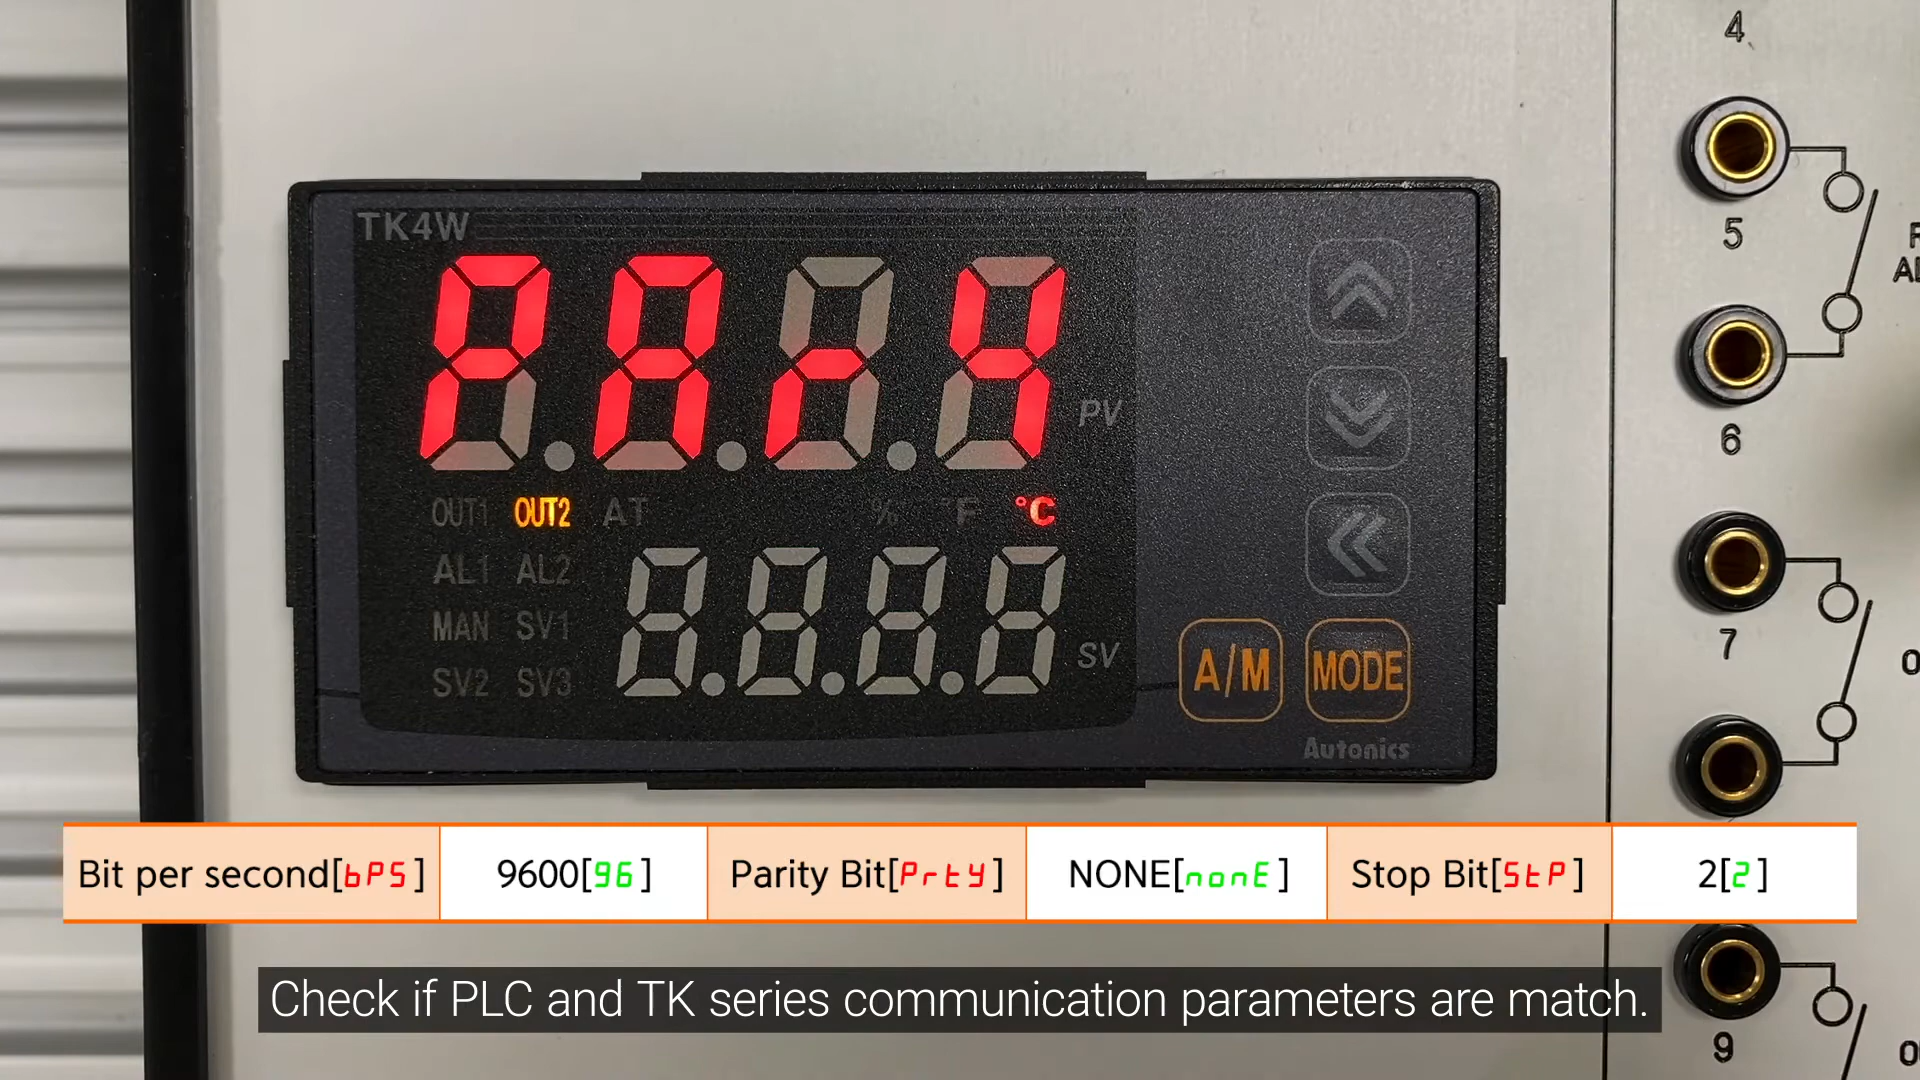 4
TK4W
PAr4
PV
5
6
7
9
OUT1 OUT2 AT % °F °C
AL1 AL2
MAN SV1
SV2 SV3
SV
A/M MODE
Autonics
Bit per second[bPS] 9600[96] Parity Bit[PrtY] NONE[nonE] Stop Bit[StP] 2[2]
Check if PLC and TK series communication parameters are match.